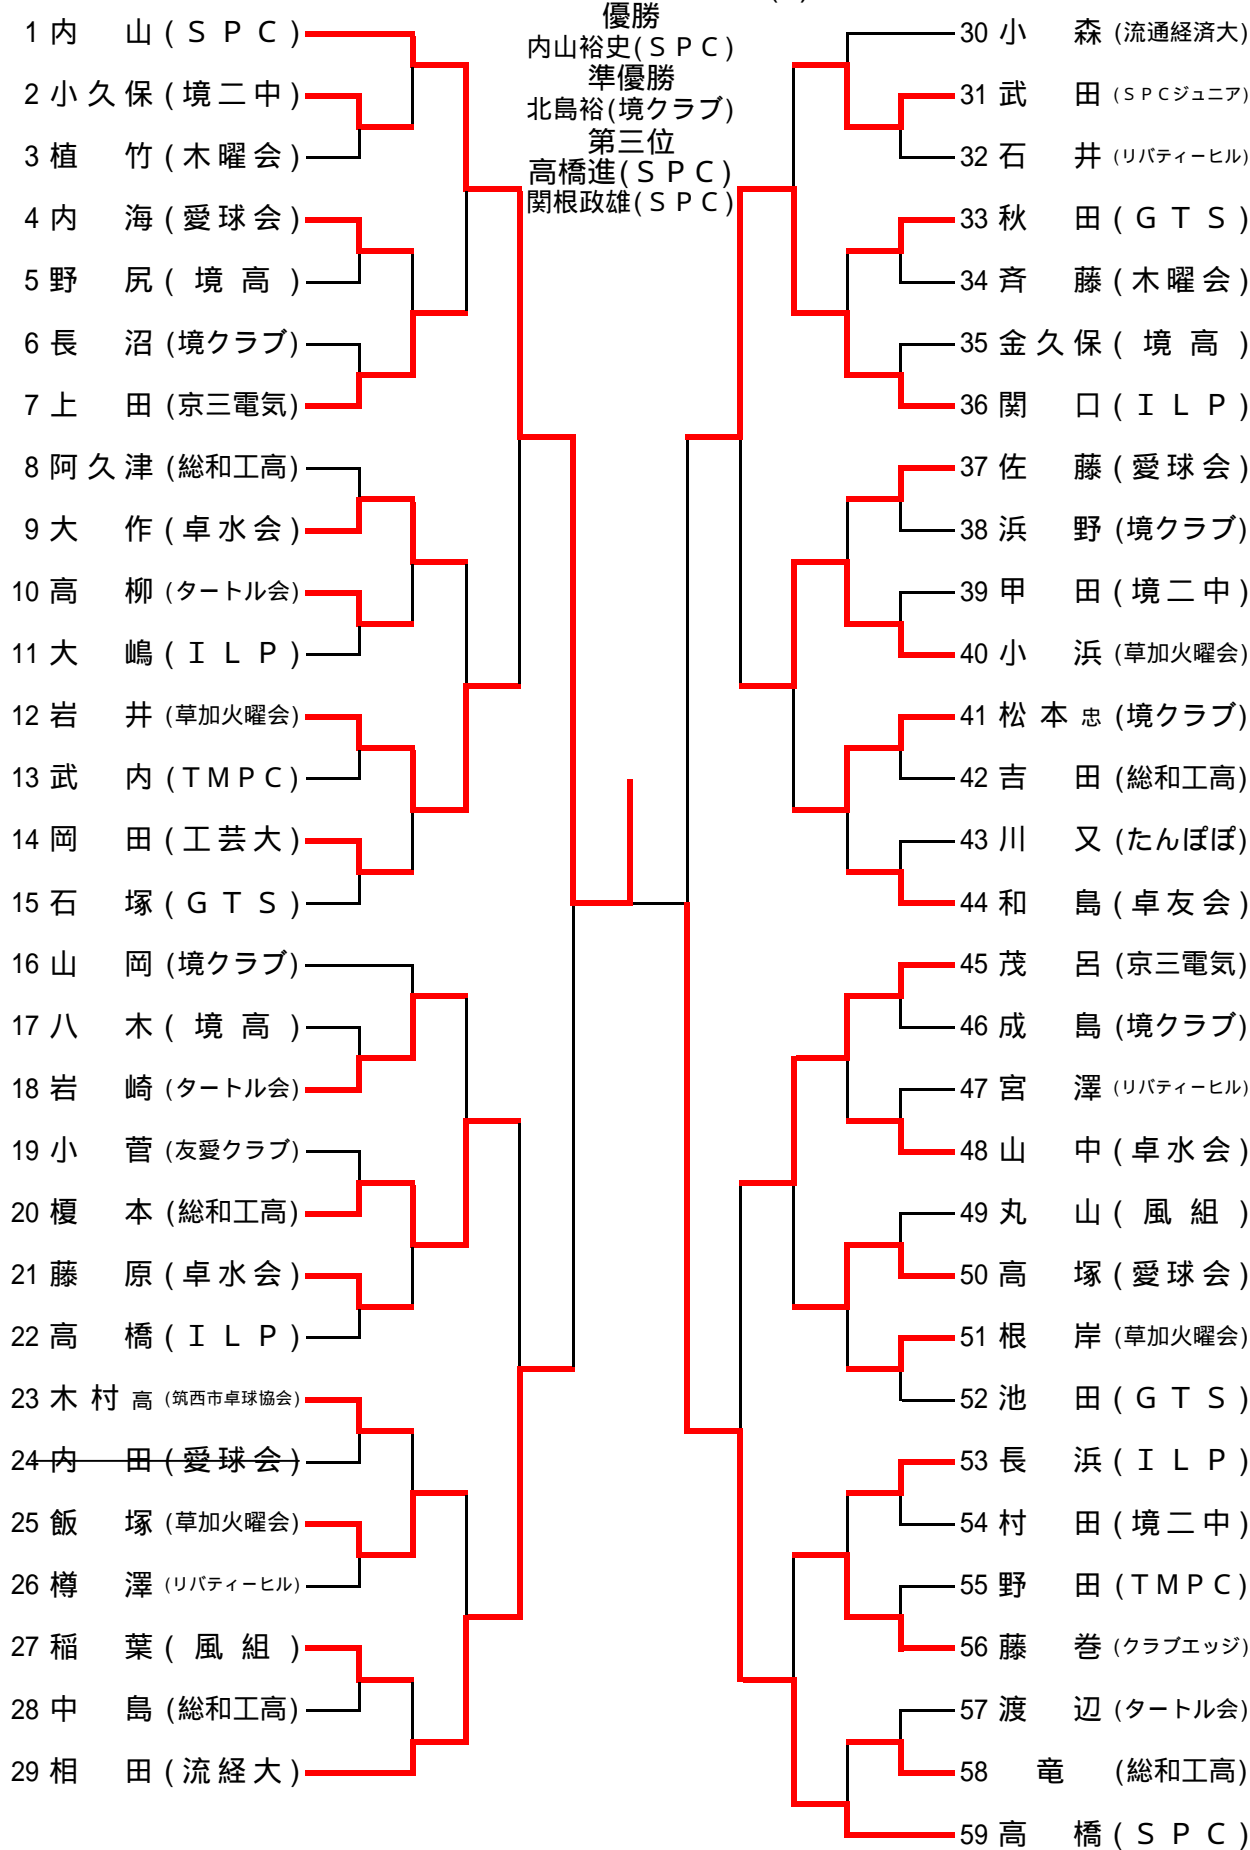 優勝
内山裕史(ＳＰＣ)
準優勝
北島裕(境クラブ)
第三位
高橋進(ＳＰＣ)
関根政雄(ＳＰＣ)
1 内 山 (ＳＰＣ)
2 小久保 (境二中)
3 植 竹 (木曜会)
4 内 海 (愛球会)
5 野 尻 (境高)
6 長 沼 (境クラブ)
7 上 田 (京三電気)
8 阿久津 (総和工高)
9 大 作 (卓水会)
10 高 柳 (タートル会)
11 大 嶋 (ＩＬＰ)
12 岩 井 (草加火曜会)
13 武 内 (ＴＭＰＣ)
14 岡 田 (工芸大)
15 石 塚 (ＧＴＳ)
16 山 岡 (境クラブ)
17 八 木 (境高)
18 岩 崎 (タートル会)
19 小 菅 (友愛クラブ)
20 榎 本 (総和工高)
21 藤 原 (卓水会)
22 高 橋 (ＩＬＰ)
23 木村高 (筑西市卓球協会)
24 内 田 (愛球会)
25 飯 塚 (草加火曜会)
26 樽 澤 (リバティーヒル)
27 稲 葉 (風組)
28 中 島 (総和工高)
29 相 田 (流経大)
30 小 森 (流通経済大)
31 武 田 (ＳＰＣジュニア)
32 石 井 (リバティーヒル)
33 秋 田 (ＧＴＳ)
34 斉 藤 (木曜会)
35 金久保 (境高)
36 関 口 (ＩＬＰ)
37 佐 藤 (愛球会)
38 浜 野 (境クラブ)
39 甲 田 (境二中)
40 小 浜 (草加火曜会)
41 松本忠 (境クラブ)
42 吉 田 (総和工高)
43 川 又 (たんぽぽ)
44 和 島 (卓友会)
45 茂 呂 (京三電気)
46 成 島 (境クラブ)
47 宮 澤 (リバティーヒル)
48 山 中 (卓水会)
49 丸 山 (風組)
50 高 塚 (愛球会)
51 根 岸 (草加火曜会)
52 池 田 (ＧＴＳ)
53 長 浜 (ＩＬＰ)
54 村 田 (境二中)
55 野 田 (ＴＭＰＣ)
56 藤 巻 (クラブエッジ)
57 渡 辺 (タートル会)
58 竜 (総和工高)
59 高 橋 (ＳＰＣ)